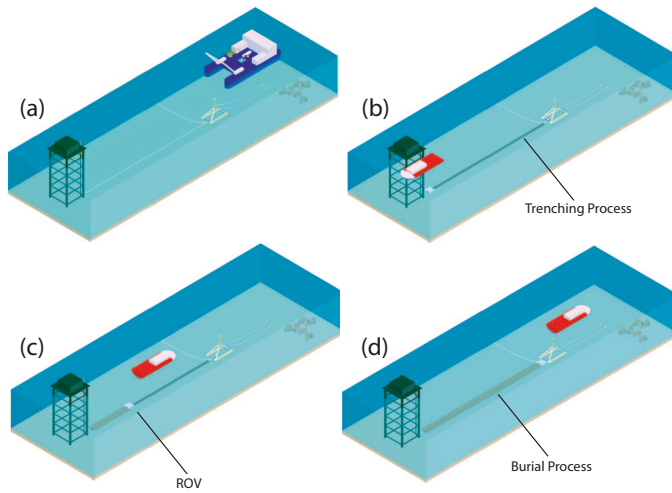 (a)
(b)
Trenching Process
(c)
(d)
ROV
Burial Process